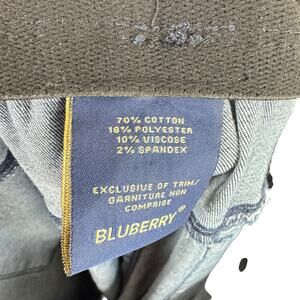 70% COTTON
18% POLYESTER
10% VISCOSE
2% SPANDEX
EXCLUSIVE OF TRIM/
GARNITURE NON
COMPRISE
BLUBERRY®